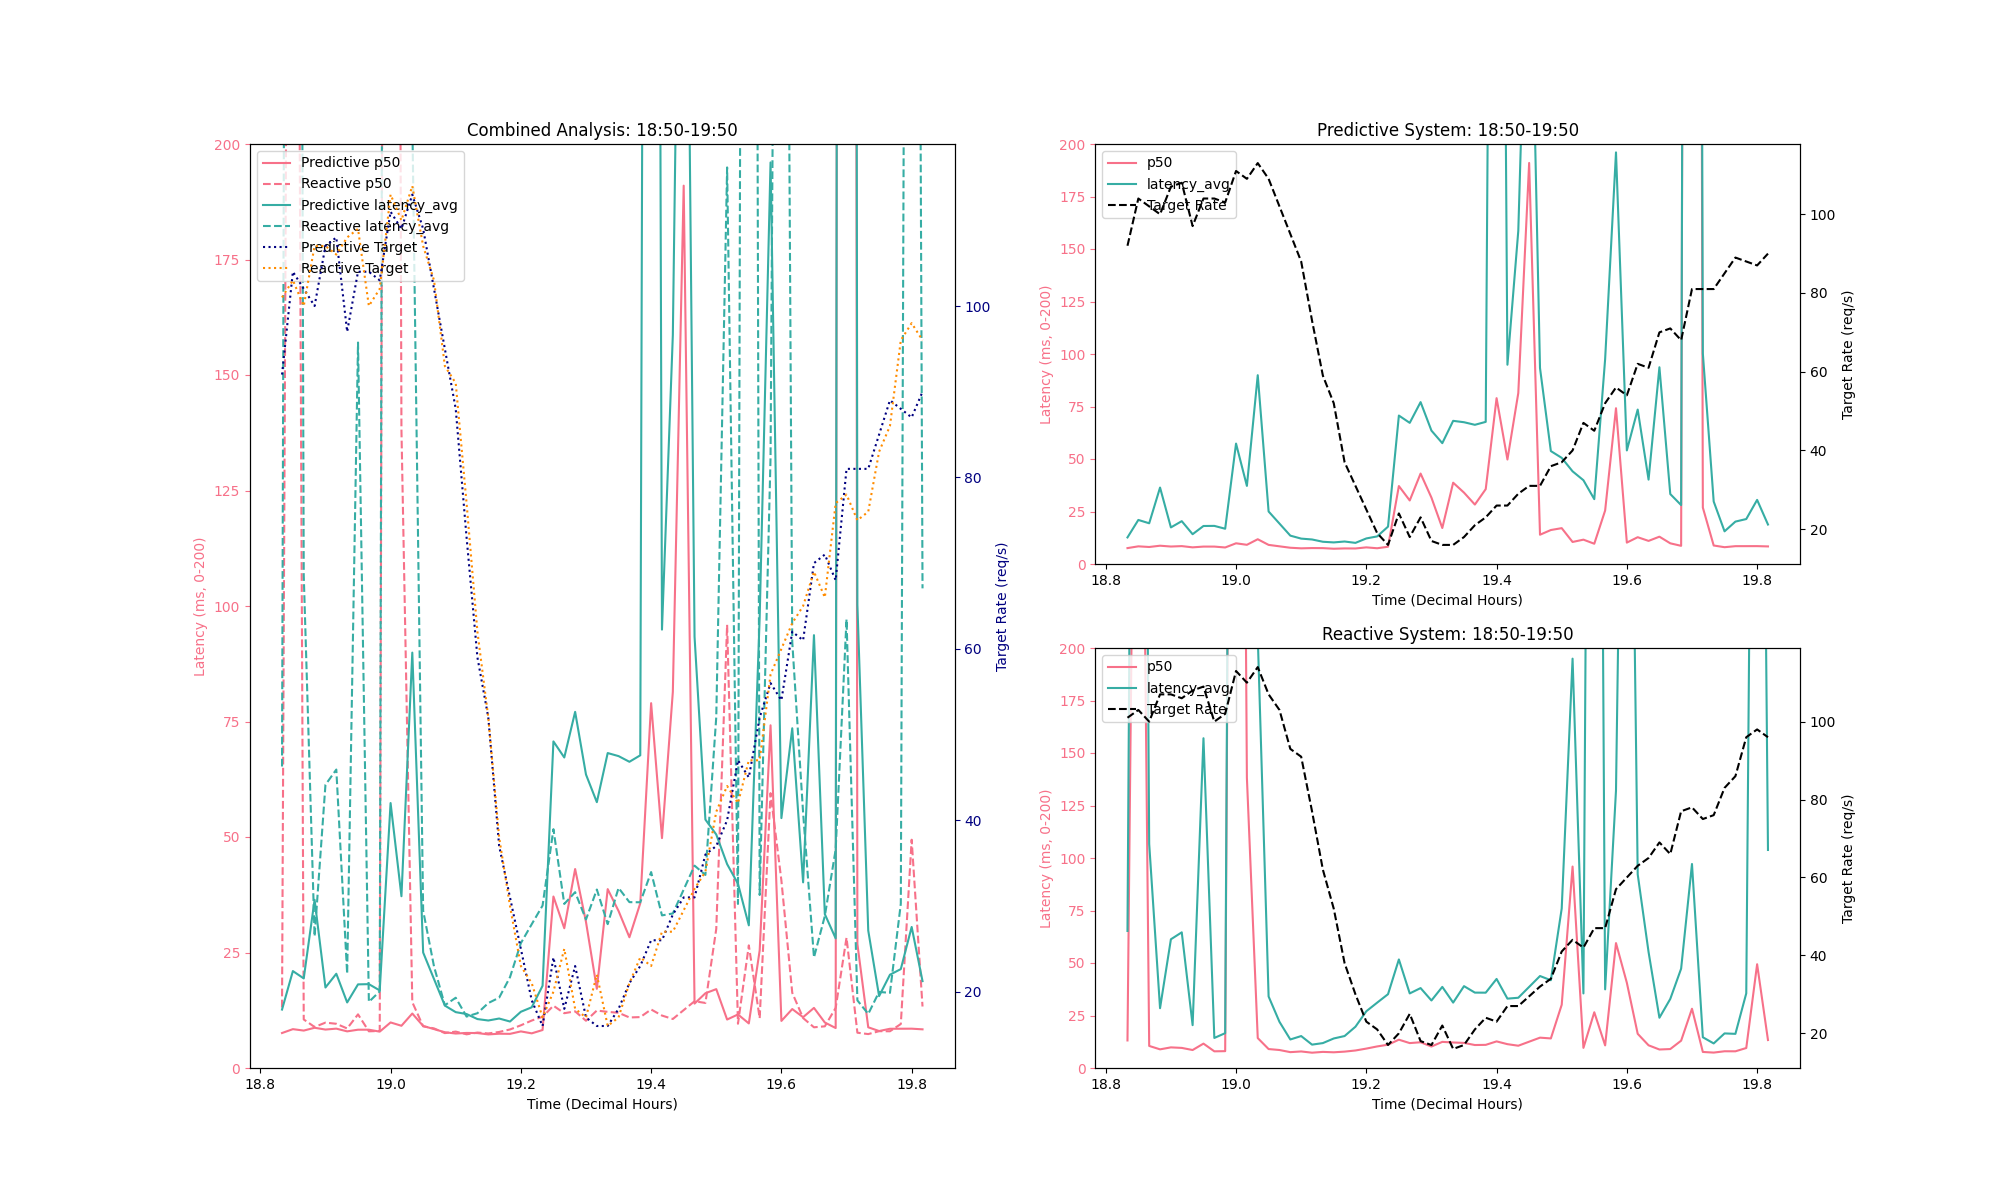 Combined Analysis: 18:50-19:50
Predictive p50
Reactive p50
Predictive latency_avg
Reactive latency_avg
Predictive Target
Reactive Target
200
175
150
125
100
75
50
25
0
Latency (ms, 0-200)
100
80
60
40
20
Target Rate (req/s)
18.8 19.0 19.2 19.4 19.6 19.8
Time (Decimal Hours)
Predictive System: 18:50-19:50
p50
latency_avg
Target Rate
200
175
150
125
100
75
50
25
0
Latency (ms, 0-200)
100
80
60
40
20
Target Rate (req/s)
18.8 19.0 19.2 19.4 19.6 19.8
Time (Decimal Hours)
Reactive System: 18:50-19:50
p50
latency_avg
Target Rate
200
175
150
125
100
75
50
25
0
Latency (ms, 0-200)
100
80
60
40
20
Target Rate (req/s)
18.8 19.0 19.2 19.4 19.6 19.8
Time (Decimal Hours)